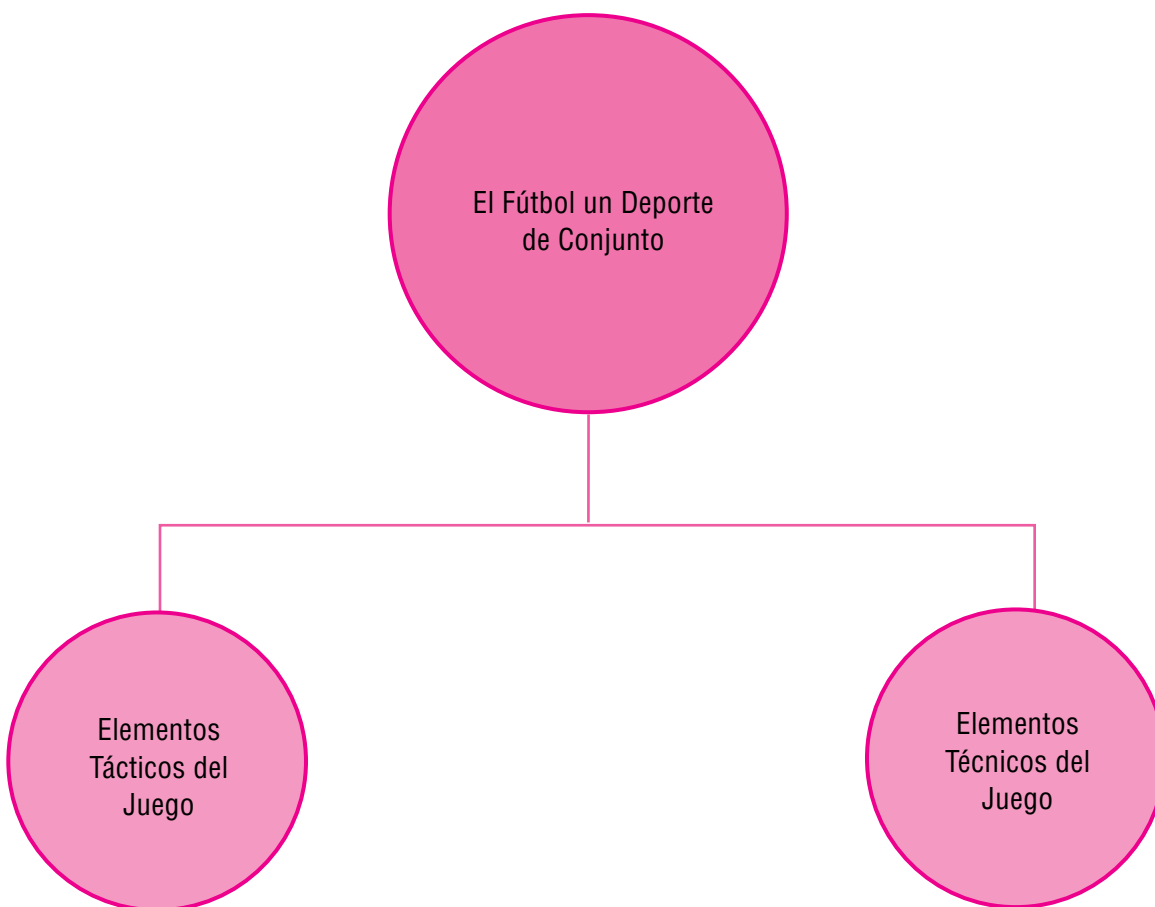 El Fútbol un Deporte
de Conjunto
Elementos
Tácticos del
Juego
Elementos
Técnicos del
Juego